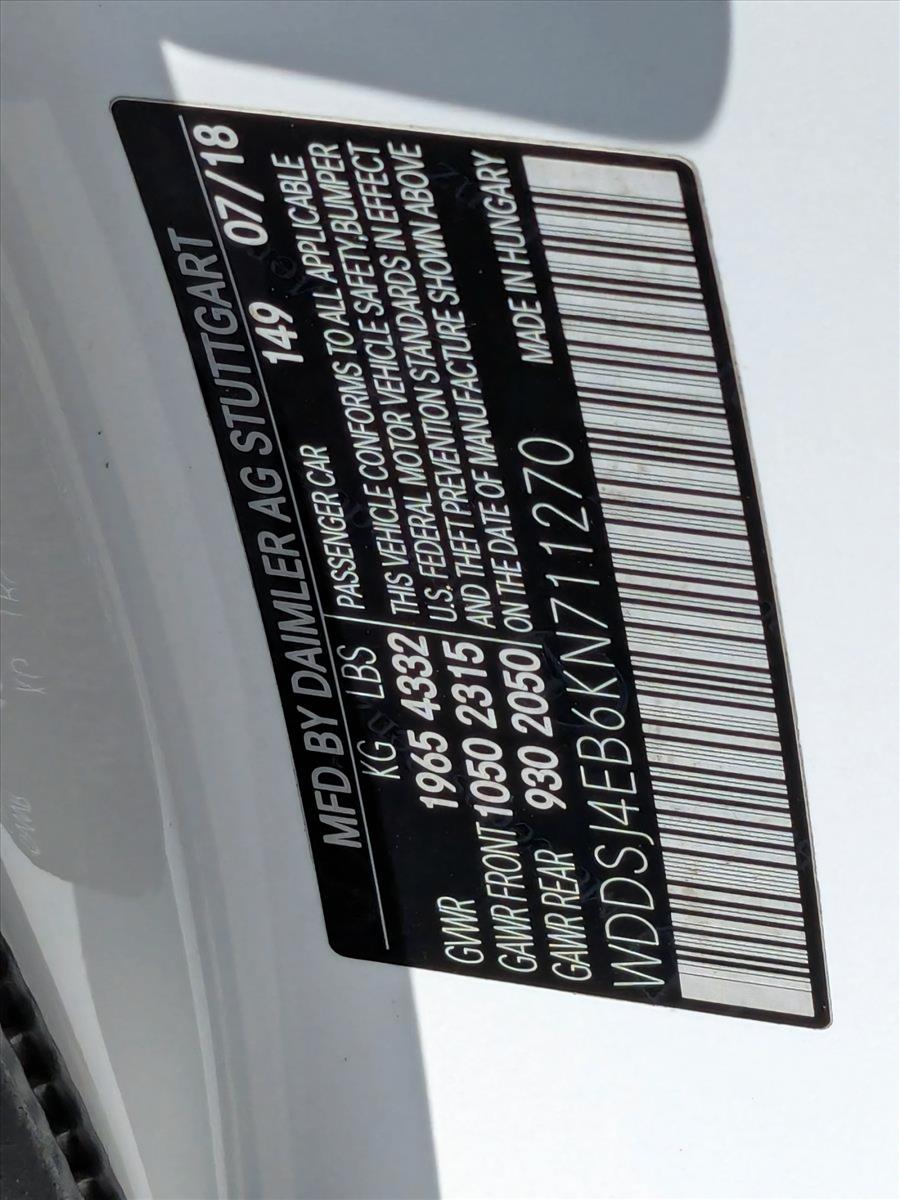 MFD BY DAIMLER AG STUTTGART
149 07/18
KG LBS
GVWR 1965 4332
GAWR FRONT 1050 2315
GAWR REAR 930 2050
PASSENGER CAR
THIS VEHICLE CONFORMS TO ALL APPLICABLE
U.S. FEDERAL MOTOR VEHICLE SAFETY,BUMPER
AND THEFT PREVENTION STANDARDS IN EFFECT
ON THE DATE OF MANUFACTURE SHOWN ABOVE
WDDSJ4EB6KN711270
MADE IN HUNGARY